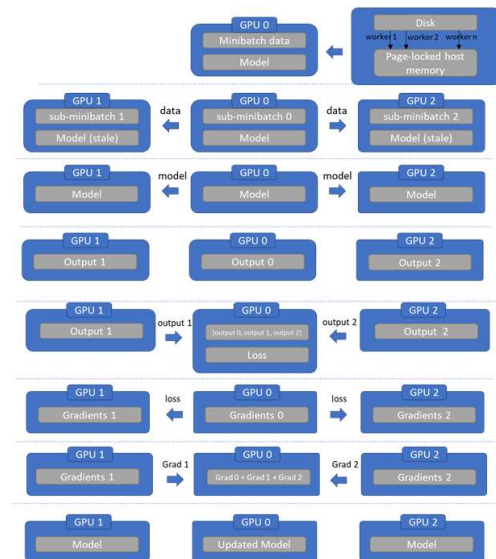 GPU 0
Minibatch data
Model
Disk
worker 1 worker 2 worker n
Page-locked host
memory
GPU 1 GPU 0 GPU 2
sub-minibatch 1 data sub-minibatch 0 data sub-minibatch 2
Model (stale) Model Model (stale)
GPU 1 GPU 0 GPU 2
Model model Model model Model
GPU 1 GPU 0 GPU 2
Output 1 Output 0 Output 2
GPU 1 GPU 0 GPU 2
Output 1 output 1 [output 0, output 1, output 2] output 2 Output 2
Loss
GPU 1 GPU 0 GPU 2
Gradients 1 loss Gradients 0 loss Gradients 2
GPU 1 GPU 0 GPU 2
Gradients 1 Grad 1 Grad 0 + Grad 1 + Grad 2 Grad 2 Gradients 2
GPU 1 GPU 0 GPU 2
Model Updated Model Model